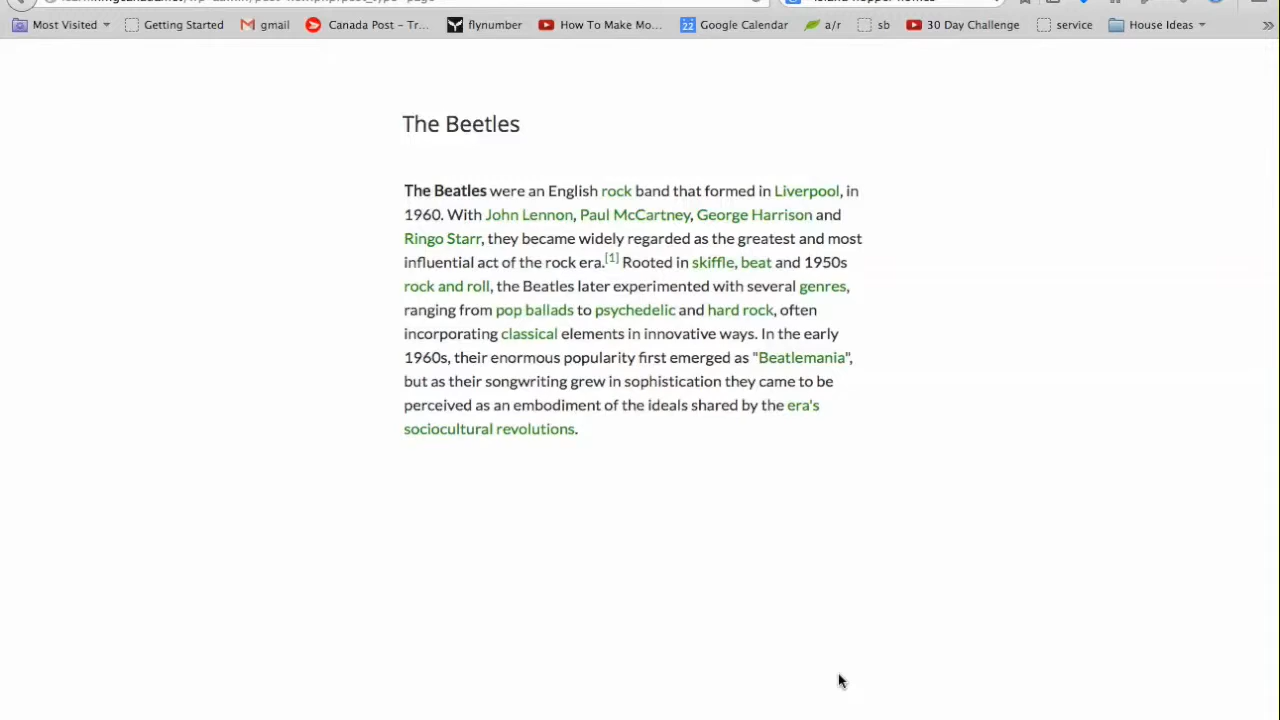 Most Visited Getting Started gmail Canada Post – Tr... flynumber How To Make Mo... 22 Google Calendar a/r sb 30 Day Challenge service House Ideas »
The Beetles
The Beatles were an English rock band that formed in Liverpool, in
1960. With John Lennon, Paul McCartney, George Harrison and
Ringo Starr, they became widely regarded as the greatest and most
influential act of the rock era.[1] Rooted in skiffle, beat and 1950s
rock and roll, the Beatles later experimented with several genres,
ranging from pop ballads to psychedelic and hard rock, often
incorporating classical elements in innovative ways. In the early
1960s, their enormous popularity first emerged as "Beatlemania",
but as their songwriting grew in sophistication they came to be
perceived as an embodiment of the ideals shared by the era's
sociocultural revolutions.